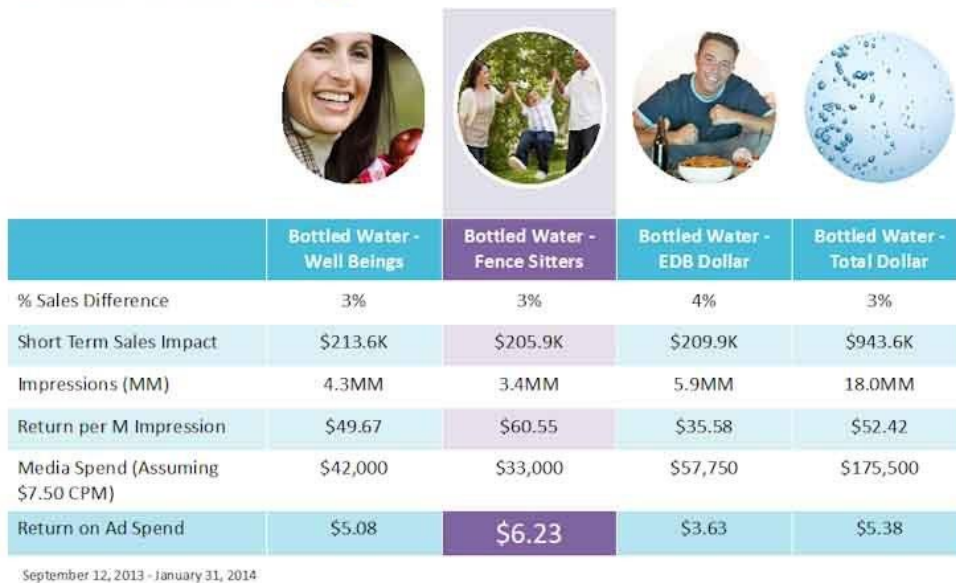 Bottled Water -
Well Beings
Bottled Water -
Fence Sitters
Bottled Water -
EDB Dollar
Bottled Water -
Total Dollar
% Sales Difference 3% 3% 4% 3%
Short Term Sales Impact $213.6K $205.9K $209.9K $943.6K
Impressions (MM) 4.3MM 3.4MM 5.9MM 18.0MM
Return per M Impression $49.67 $60.55 $35.58 $52.42
Media Spend (Assuming
$7.50 CPM) $42,000 $33,000 $57,750 $175,500
Return on Ad Spend $5.08 $6.23 $3.63 $5.38
September 12, 2013 - January 31, 2014